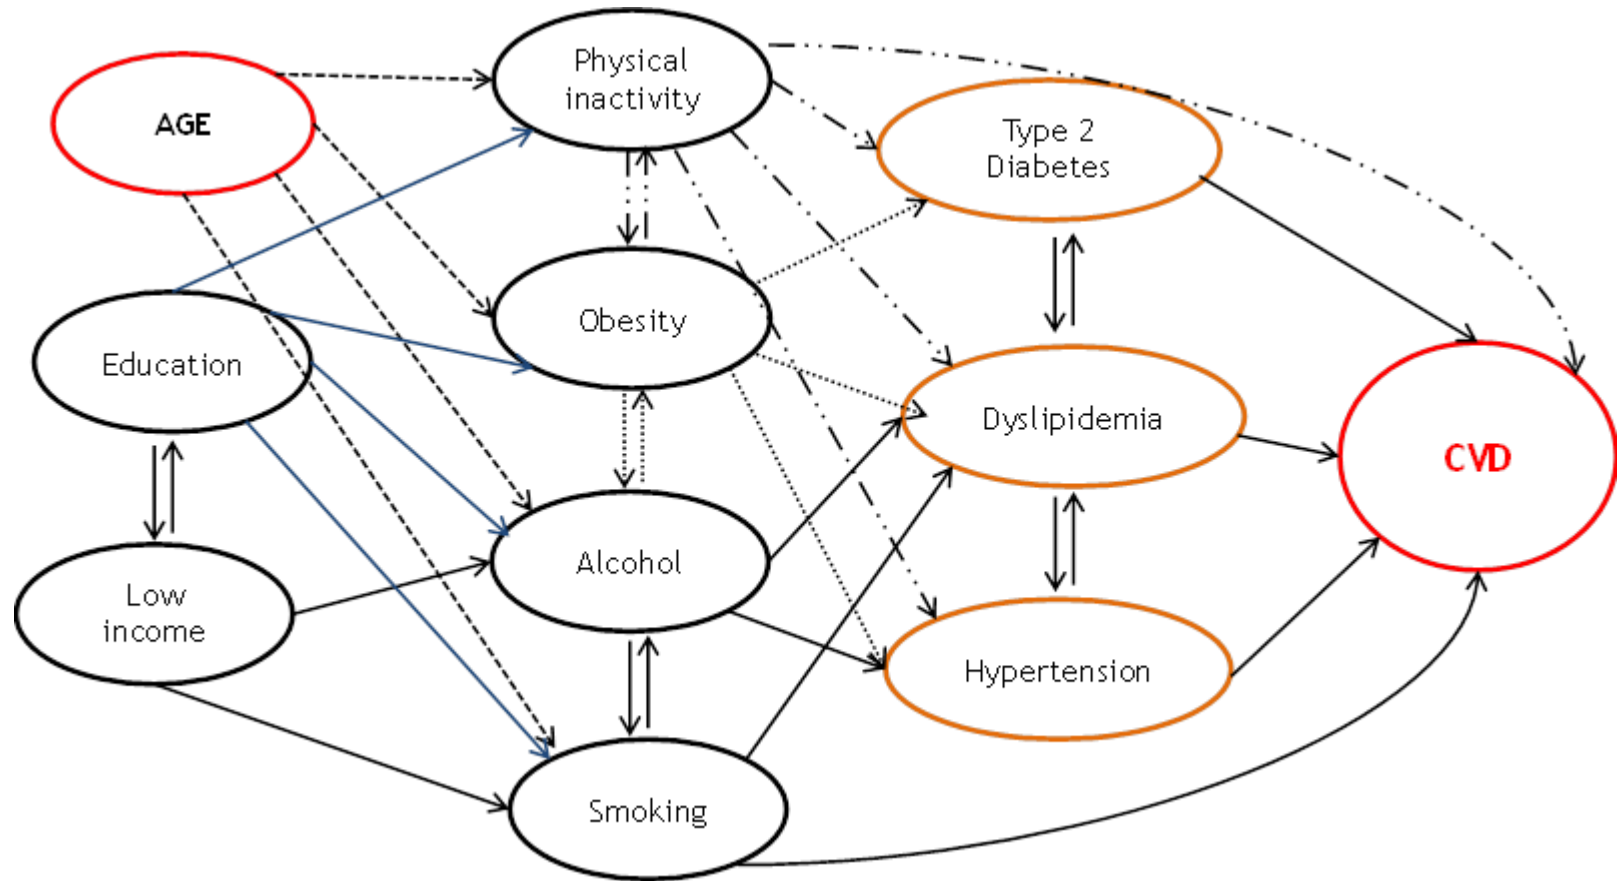 AGE
Education
Low
income
Physical
inactivity
Obesity
Alcohol
Smoking
Type 2
Diabetes
Dyslipidemia
Hypertension
CVD